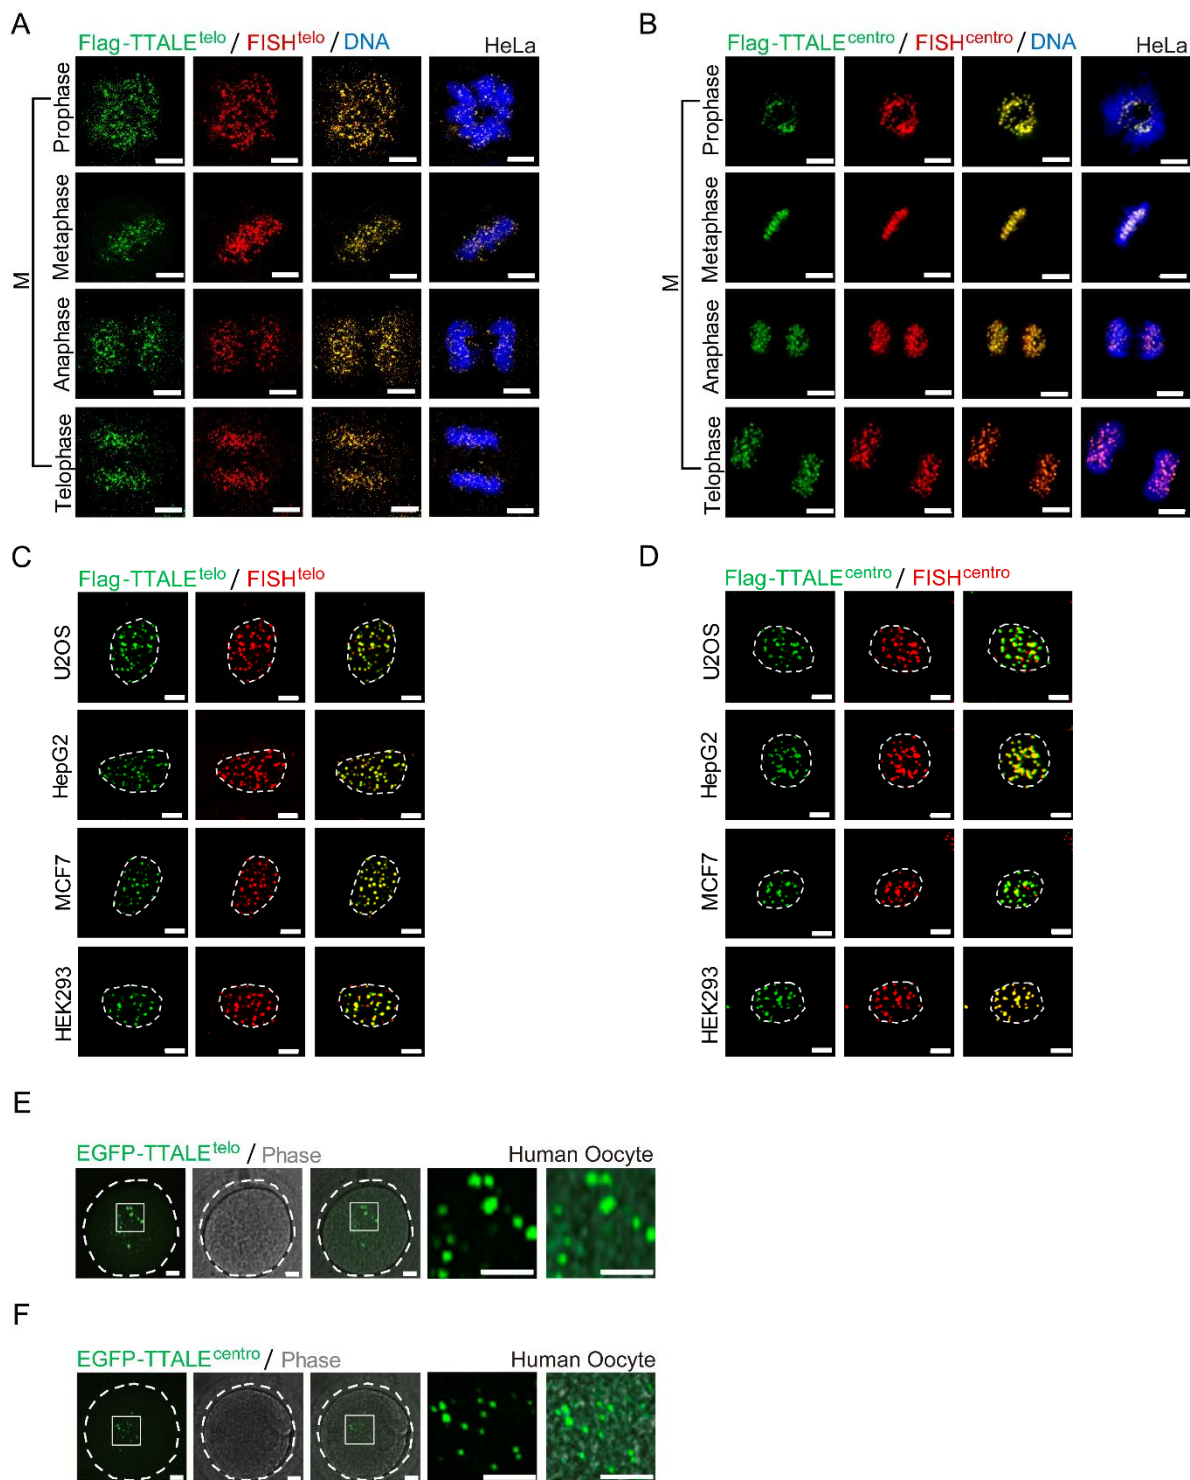 A
Flag-TTALEtelo / FISHtelo / DNA HeLa
Prophase
Metaphase
Anaphase
Telophase
M
B
Flag-TTALEcentro / FISHcentro / DNA HeLa
Prophase
Metaphase
Anaphase
Telophase
M
C
Flag-TTALEtelo / FISHtelo
U2OS
HepG2
MCF7
HEK293
D
Flag-TTALEcentro / FISHcentro
U2OS
HepG2
MCF7
HEK293
E
EGFP-TTALEtelo / Phase Human Oocyte
F
EGFP-TTALEcentro / Phase Human Oocyte